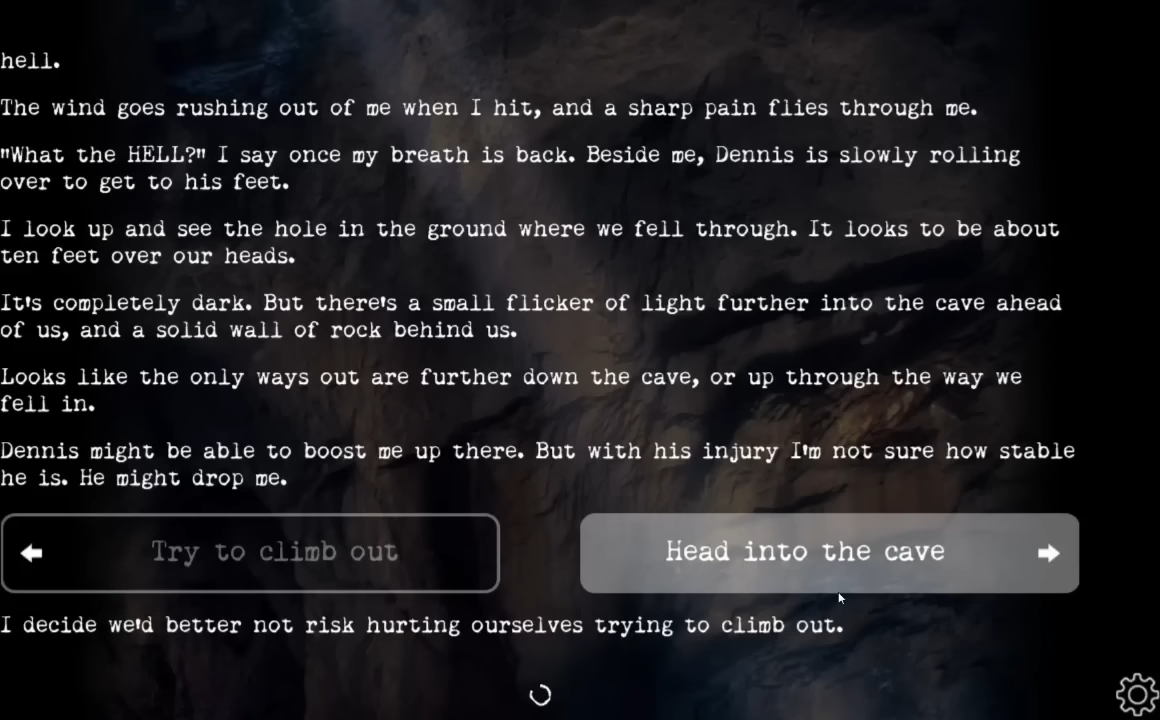 hell.
The wind goes rushing out of me when I hit, and a sharp pain flies through me.
"What the HELL?" I say once my breath is back. Beside me, Dennis is slowly rolling
over to get to his feet.
I look up and see the hole in the ground where we fell through. It looks to be about
ten feet over our heads.
It's completely dark. But there's a small flicker of light further into the cave ahead
of us, and a solid wall of rock behind us.
Looks like the only ways out are further down the cave, or up through the way we
fell in.
Dennis might be able to boost me up there. But with his injury I'm not sure how stable
he is. He might drop me.
Try to climb out
Head into the cave
I decide we'd better not risk hurting ourselves trying to climb out.